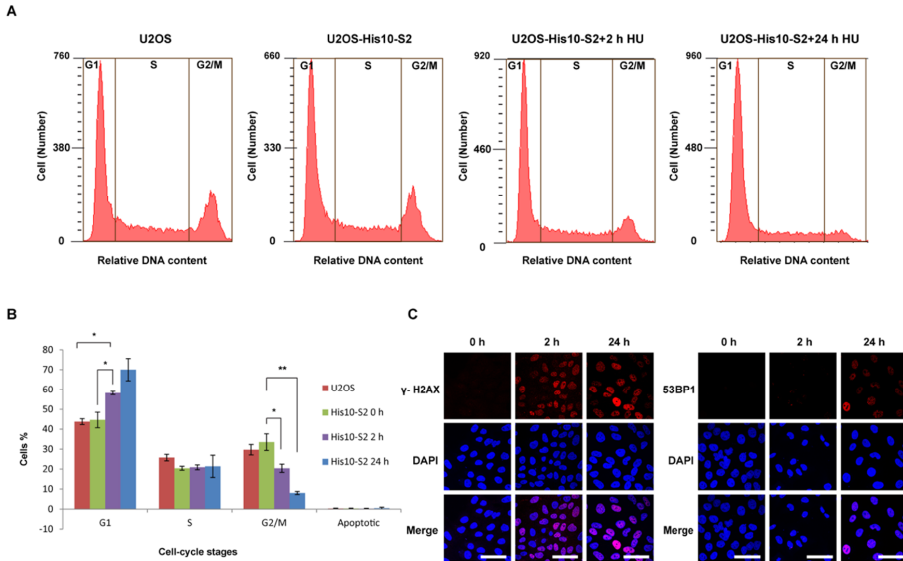 A
U2OS
U2OS-His10-S2
U2OS-His10-S2+2 h HU
U2OS-His10-S2+24 h HU
760
380
0
G1
S
G2/M
Cell (Number)
Relative DNA content
660
330
0
G1
S
G2/M
Cell (Number)
Relative DNA content
920
460
0
G1
S
G2/M
Cell (Number)
Relative DNA content
960
480
0
G1
S
G2/M
Cell (Number)
Relative DNA content
B
80
70
60
50
40
30
20
10
0
-10
Cells %
*
*
**
*
U2OS
His10-S2 0 h
His10-S2 2 h
His10-S2 24 h
G1
S
G2/M
Apoptotic
Cell-cycle stages
C
0 h
2 h
24 h
γ- H2AX
DAPI
Merge
0 h
2 h
24 h
53BP1
DAPI
Merge